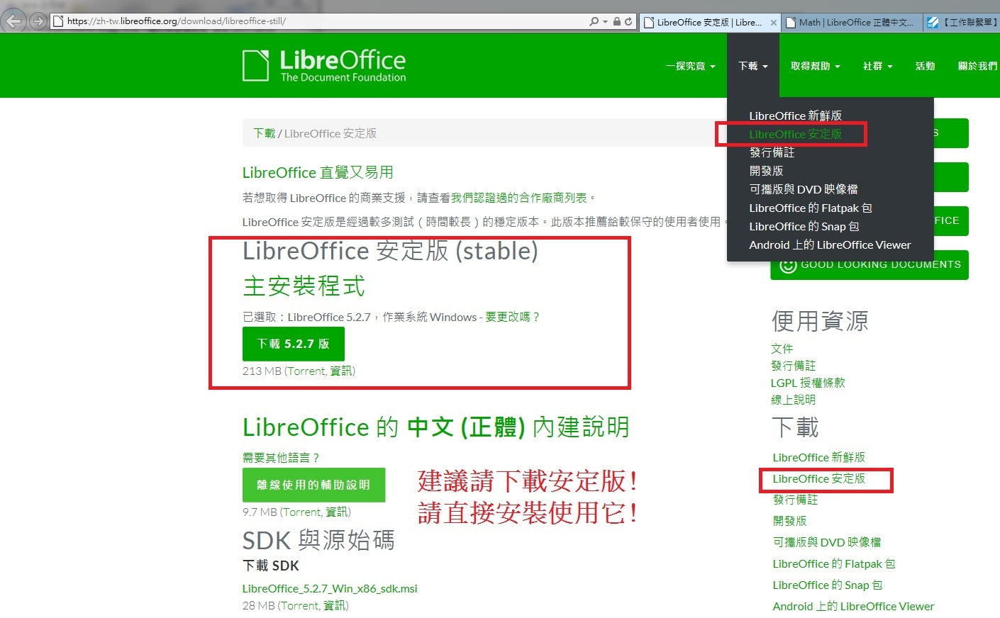 https://zh-tw.libreoffice.org/download/libreoffice-still/
LibreOffice 安定版 | Libre...
Math | LibreOffice 正體中文...
【工作聯繫單】
LibreOffice
The Document Foundation
一探究竟
下載
取得幫助
社群
活動
關於我們
LibreOffice 新鮮版
LibreOffice 安定版
發行備註
開發版
可攜版與 DVD 映像檔
LibreOffice 的 Flatpak 包
LibreOffice 的 Snap 包
Android 上的 LibreOffice Viewer
下載 / LibreOffice 安定版
S
LibreOffice 直覺又易用
若想取得 LibreOffice 的商業支援，請查看我們認證過的合作廠商列表。
LibreOffice 安定版是經過較多測試（時間較長）的穩定版本。此版本推薦給較保守的使用者使用。
FICE
GOOD LOOKING DOCUMENTS
LibreOffice 安定版 (stable)
主安裝程式
已選取：LibreOffice 5.2.7，作業系統 Windows - 要更改嗎？
下載 5.2.7 版
213 MB (Torrent, 資訊)
LibreOffice 的 中文 (正體) 內建說明
需要其他語言？
離線使用的輔助說明
9.7 MB (Torrent, 資訊)
建議請下載安定版！
請直接安裝使用它！
SDK 與源始碼
下載 SDK
LibreOffice_5.2.7_Win_x86_sdk.msi
28 MB (Torrent, 資訊)
便用資源
文件
發行備註
LGPL 授權條款
線上說明
下載
LibreOffice 新鮮版
LibreOffice 安定版
發行備註
開發版
可攜版與 DVD 映像檔
LibreOffice 的 Flatpak 包
LibreOffice 的 Snap 包
Android 上的 LibreOffice Viewer